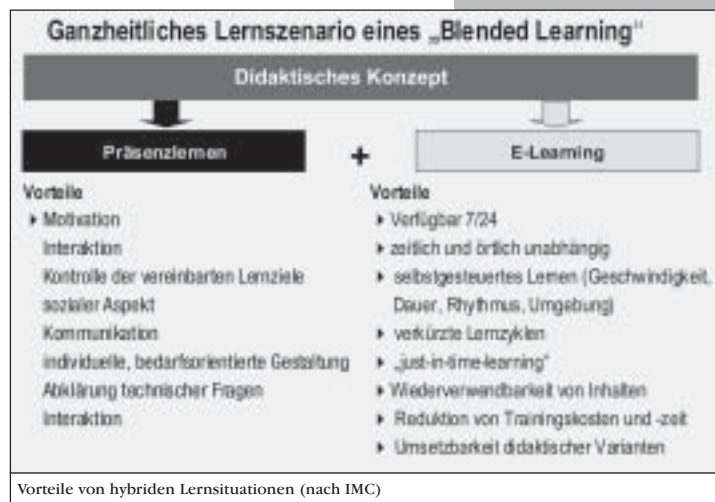 Ganzheitliches Lernszenario eines „Blended Learning“
Didaktisches Konzept
Präsenzlernen
+
E-Learning
Vorteile
Motivation
Interaktion
Kontrolle der vereinbarten Lernziele
sozialer Aspekt
Kommunikation
individuelle, bedarfsorientierte Gestaltung
Abklärung technischer Fragen
Interaktion
Vorteile
Verfügbar 7/24
zeitlich und örtlich unabhängig
selbstgesteuertes Lernen (Geschwindigkeit,
Dauer, Rhythmus, Umgebung)
verkürzte Lernzyklen
„just-in-time-learning“
Wiederverwendbarkeit von Inhalten
Reduktion von Trainingskosten und -zeit
Umsetzbarkeit didaktischer Varianten
Vorteile von hybriden Lernsituationen (nach IMC)